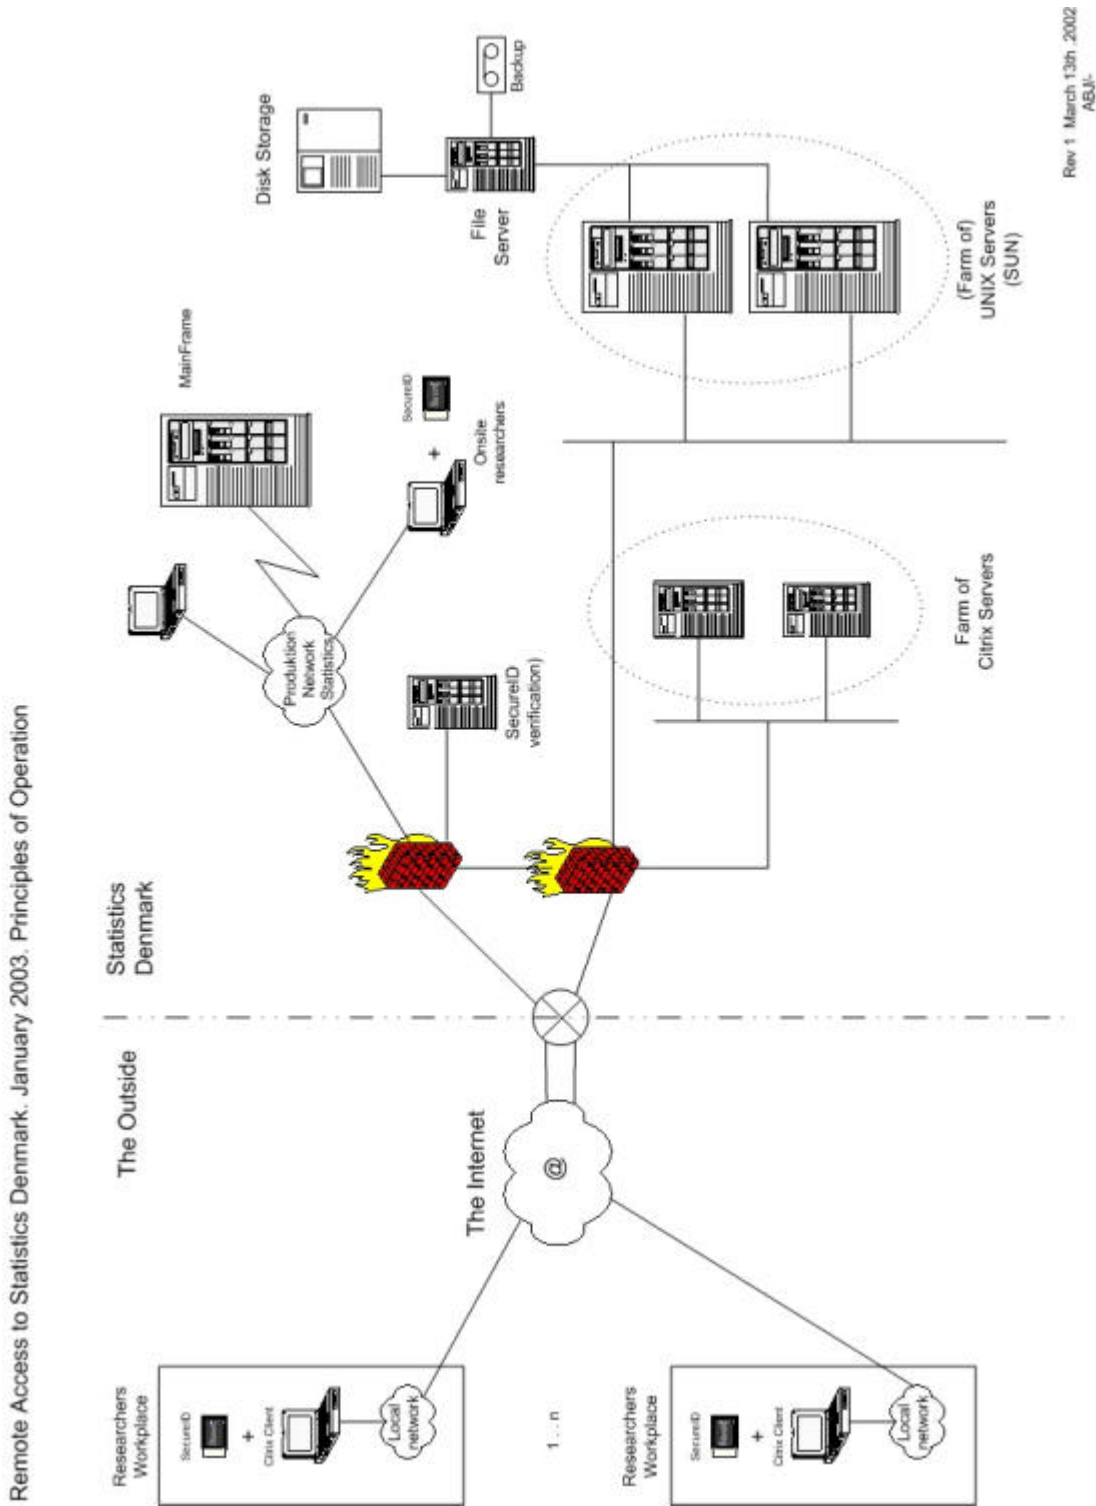 Remote Access to Statistics Denmark. January 2003. Principles of Operation
The Outside
Statistics
Denmark
Researchers
Workplace
SecureID
+
Citrix Client
Local
network
1 . . n
Researchers
Workplace
SecureID
+
Citrix Client
Local
network
The Internet
@
Produktion
Network
Statistics
MainFrame
SecureID
+
Onsite
researchers
SecureID
verification)
Farm of
Citrix Servers
Disk Storage
File
Server
Backup
(Farm of)
UNIX Servers
(SUN)
Rev 1 March 13th .2002
ABJ/-